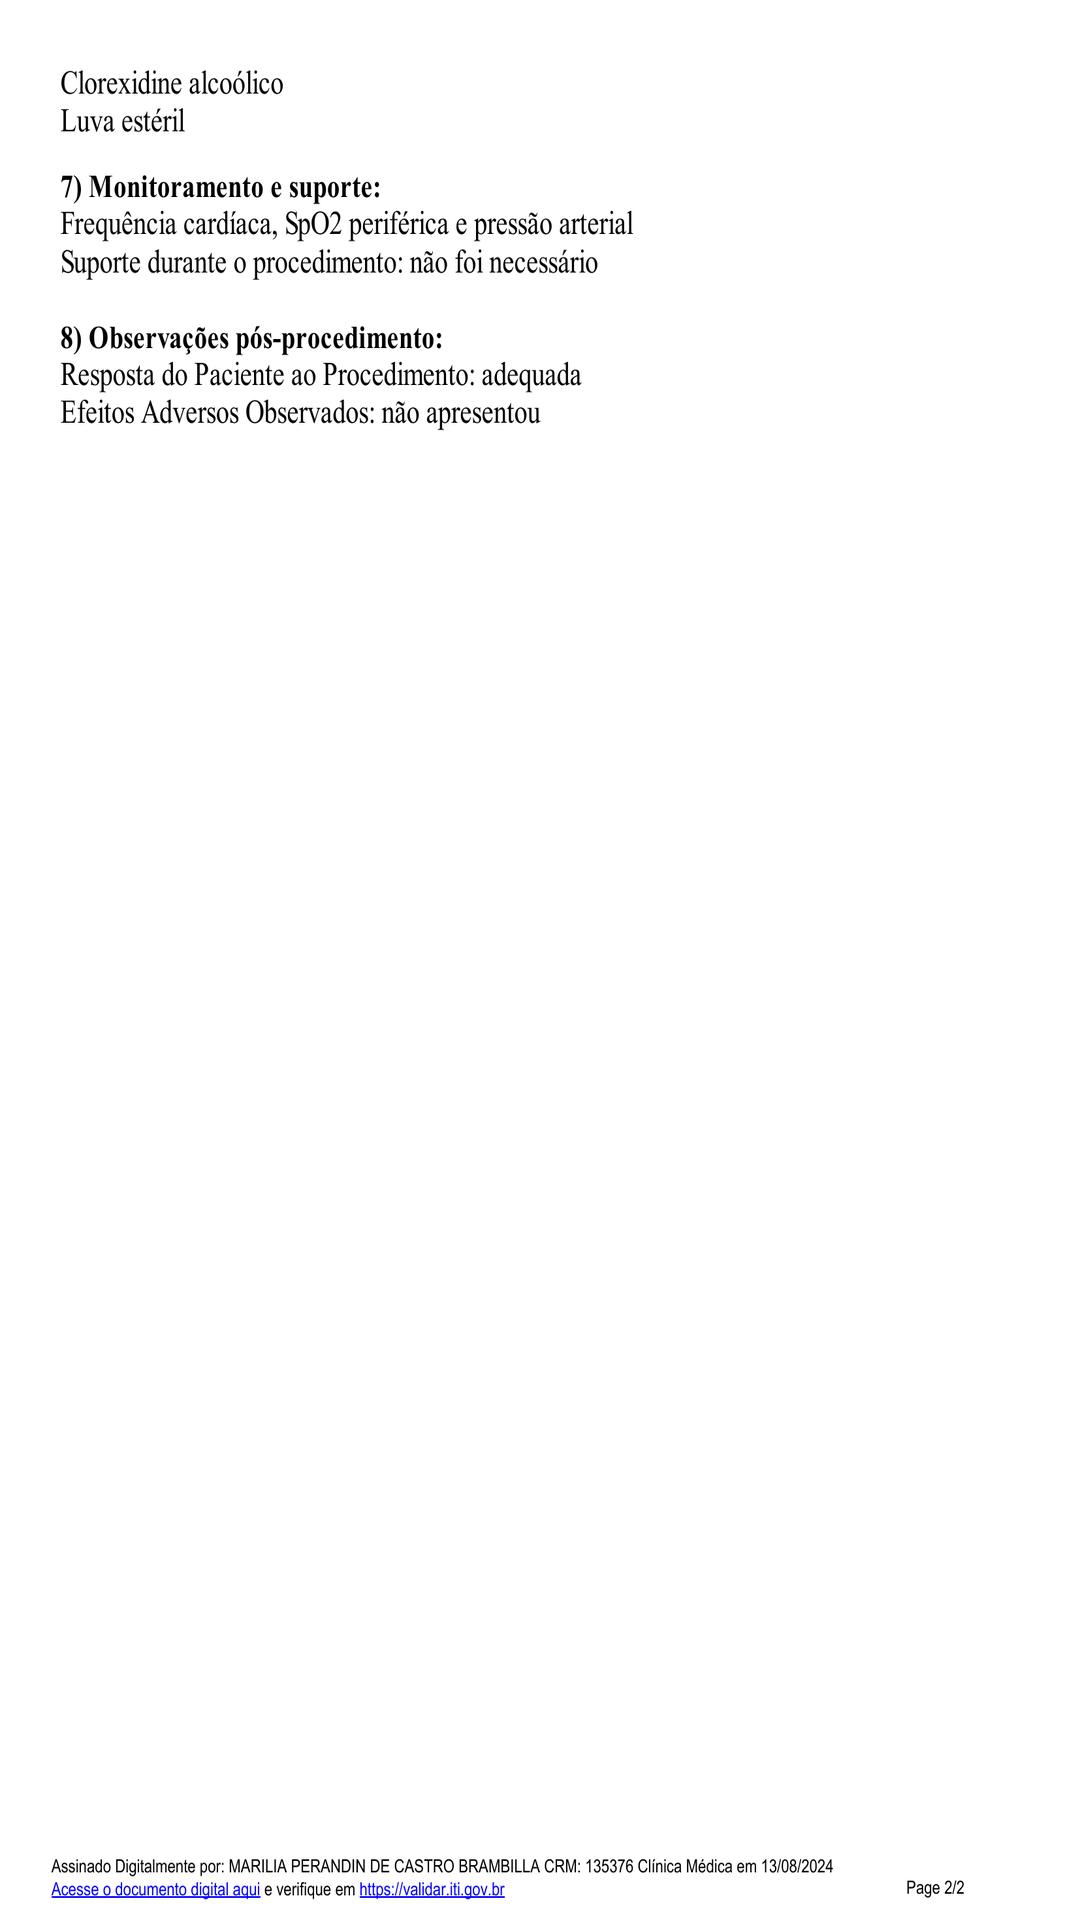 Clorexidine alcoólico
Luva estéril
7) Monitoramento e suporte:
Frequência cardíaca, SpO2 periférica e pressão arterial
Suporte durante o procedimento: não foi necessário
8) Observações pós-procedimento:
Resposta do Paciente ao Procedimento: adequada
Efeitos Adversos Observados: não apresentou
Assinado Digitalmente por: MARILIA PERANDIN DE CASTRO BRAMBILLA CRM: 135376 Clínica Médica em 13/08/2024
Acesse o documento digital aqui e verifique em https://validar.iti.gov.br
Page 2/2